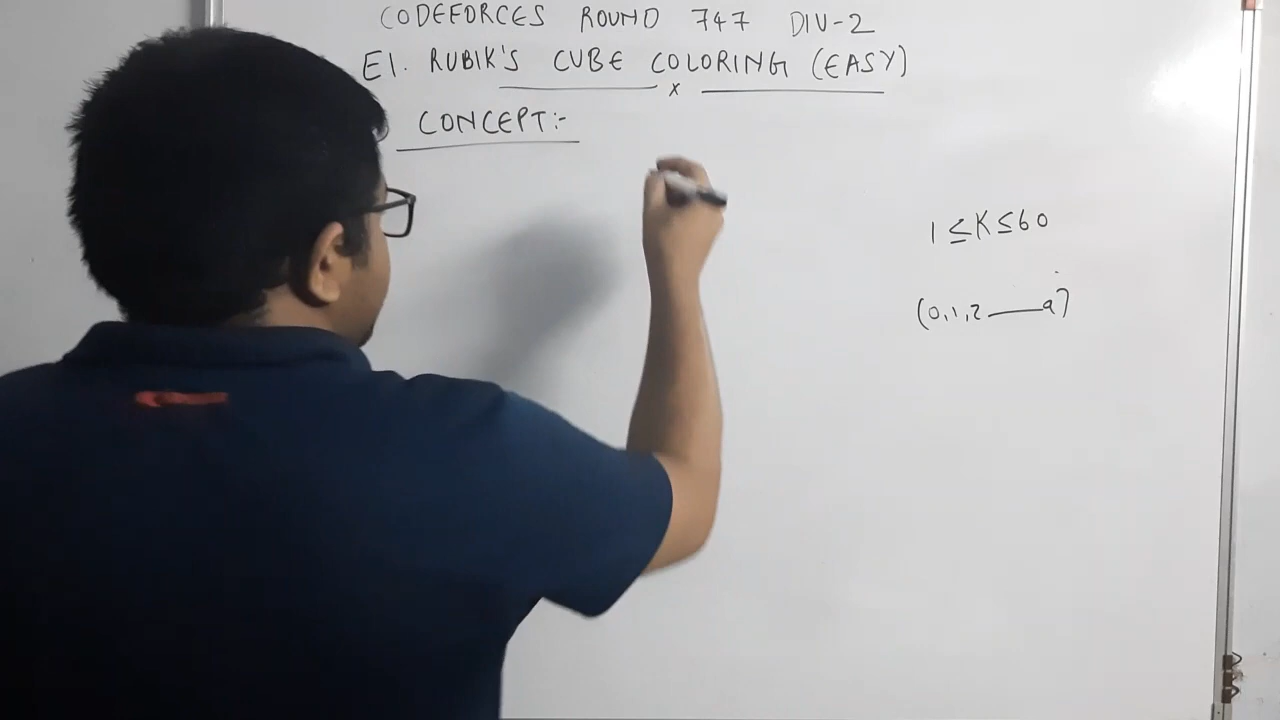 CODEFORCES ROUND 747 DIV-2
E1. RUBIK'S CUBE COLORING (EASY)
x
CONCEPT:-
1 ≤ K ≤ 60
(0,1,2——9)